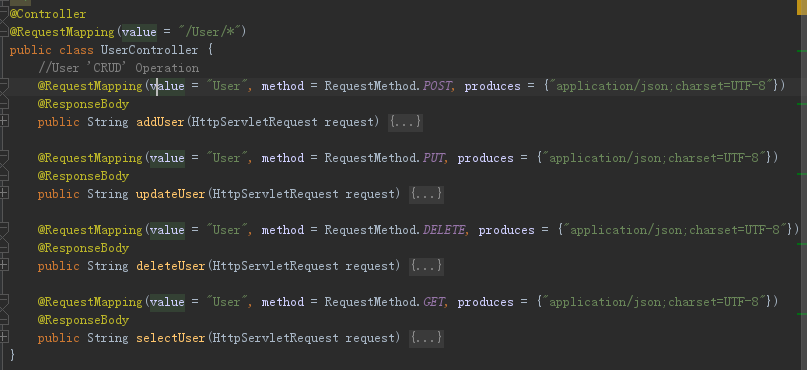 @Controller
@RequestMapping(value = "/User/*")
public class UserController {
//User 'CRUD' Operation
@RequestMapping(value = "User", method = RequestMethod.POST, produces = {"application/json;charset=UTF-8"})
@ResponseBody
public String addUser(HttpServletRequest request) {...}
@RequestMapping(value = "User", method = RequestMethod.PUT, produces = {"application/json;charset=UTF-8"})
@ResponseBody
public String updateUser(HttpServletRequest request) {...}
@RequestMapping(value = "User", method = RequestMethod.DELETE, produces = {"application/json;charset=UTF-8"})
@ResponseBody
public String deleteUser(HttpServletRequest request) {...}
@RequestMapping(value = "User", method = RequestMethod.GET, produces = {"application/json;charset=UTF-8"})
@ResponseBody
public String selectUser(HttpServletRequest request) {...}
}